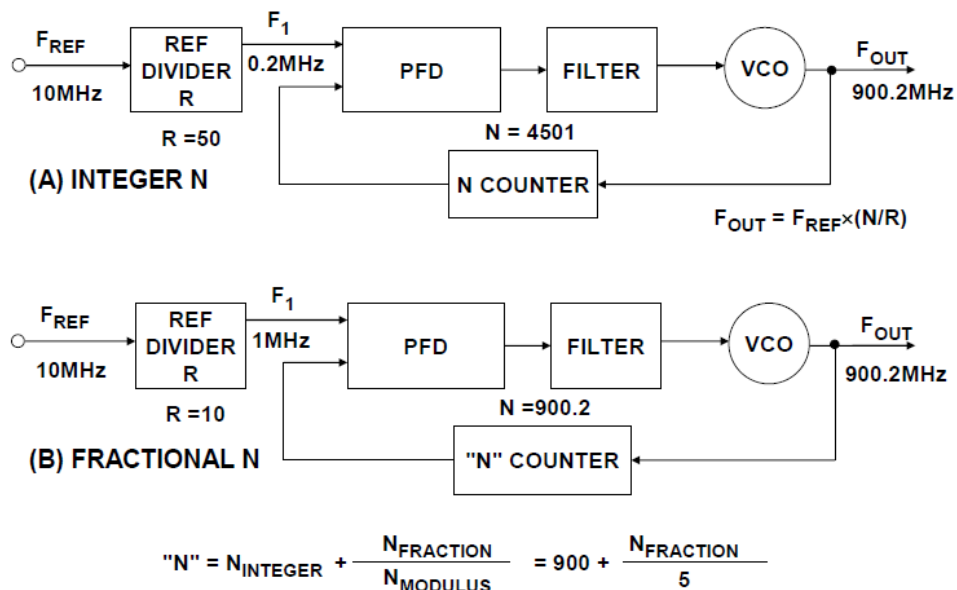 F_REF
10MHz
REF
DIVIDER
R
R =50
F_1
0.2MHz
PFD
FILTER
VCO
F_OUT
900.2MHz
N = 4501
N COUNTER
(A) INTEGER N
F_OUT = F_REF×(N/R)
F_REF
10MHz
REF
DIVIDER
R
R =10
F_1
1MHz
PFD
FILTER
VCO
F_OUT
900.2MHz
N =900.2
"N" COUNTER
(B) FRACTIONAL N
"N" = N_INTEGER + N_FRACTION / N_MODULUS = 900 + N_FRACTION / 5